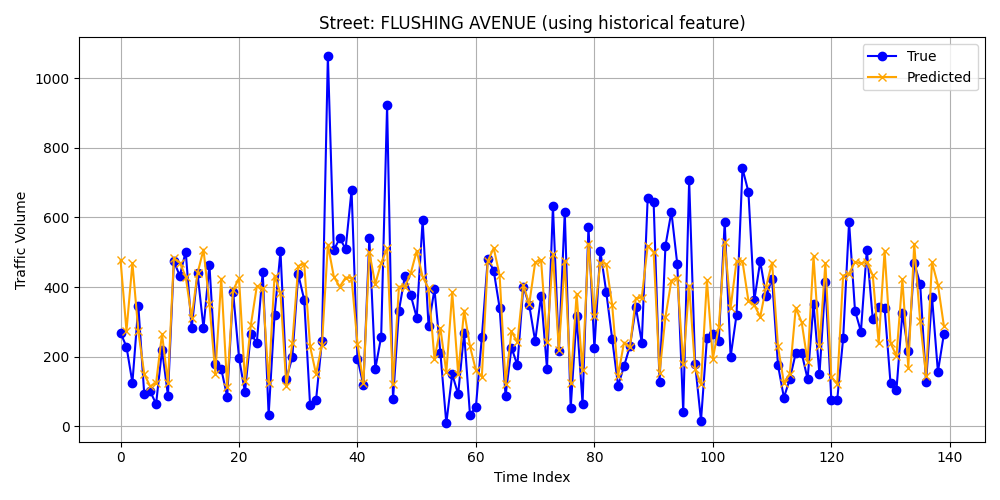 Street: FLUSHING AVENUE (using historical feature)
True
Predicted
Traffic Volume
1000
800
600
400
200
0
0 20 40 60 80 100 120 140
Time Index